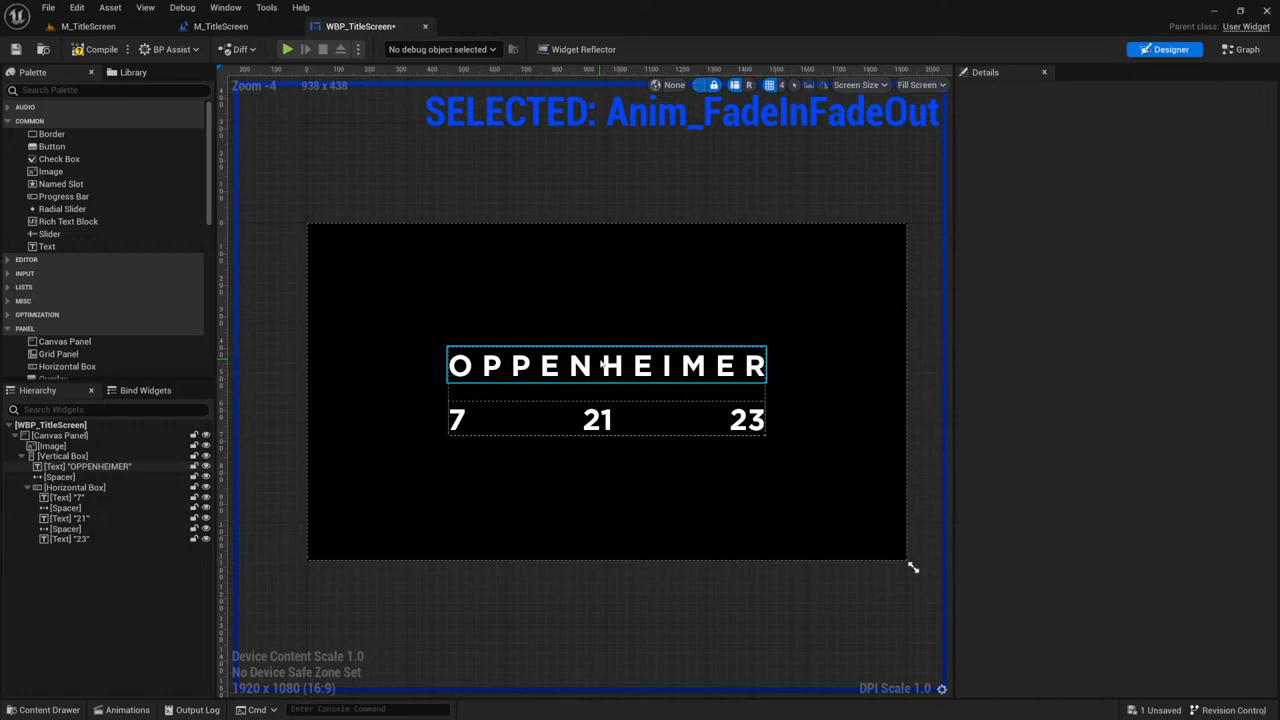 File Edit Asset View Debug Window Tools Help
M_TitleScreen M_TitleScreen WBP_TitleScreen* Parent class: User Widget
Compile BP Assist Diff No debug object selected Widget Reflector Designer Graph
Palette Library
Search Palette
AUDIO
COMMON
Border
Button
Check Box
Image
Named Slot
Progress Bar
Radial Slider
Rich Text Block
Slider
Text
EDITOR
INPUT
LISTS
MISC
OPTIMIZATION
PANEL
Canvas Panel
Grid Panel
Horizontal Box
Hierarchy Bind Widgets
Search Widgets
[WBP_TitleScreen]
[Canvas Panel]
[Image]
[Vertical Box]
[Text] "OPPENHEIMER"
[Spacer]
[Horizontal Box]
[Text] "7"
[Spacer]
[Text] "21"
[Spacer]
[Text] "23"
Zoom -4 938 x 438 None R 4 Screen Size Fill Screen
SELECTED: Anim_FadeInFadeOut
OPPENHEIMER
7 21 23
Device Content Scale 1.0
No Device Safe Zone Set
1920 x 1080 (16:9) DPI Scale 1.0
Details
Content Drawer Animations Output Log Cmd Enter Console Command 1 Unsaved Revision Control